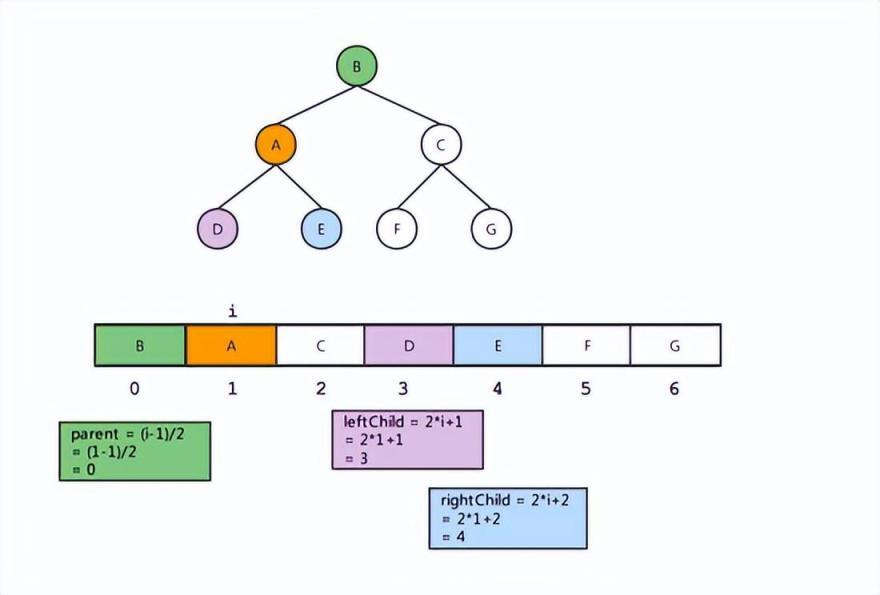 B
A
C
D
E
F
G
i
B A C D E F G
0 1 2 3 4 5 6
parent = (i-1)/2
= (1-1)/2
= 0
leftChild = 2*i+1
= 2*1+1
= 3
rightChild = 2*i+2
= 2*1+2
= 4